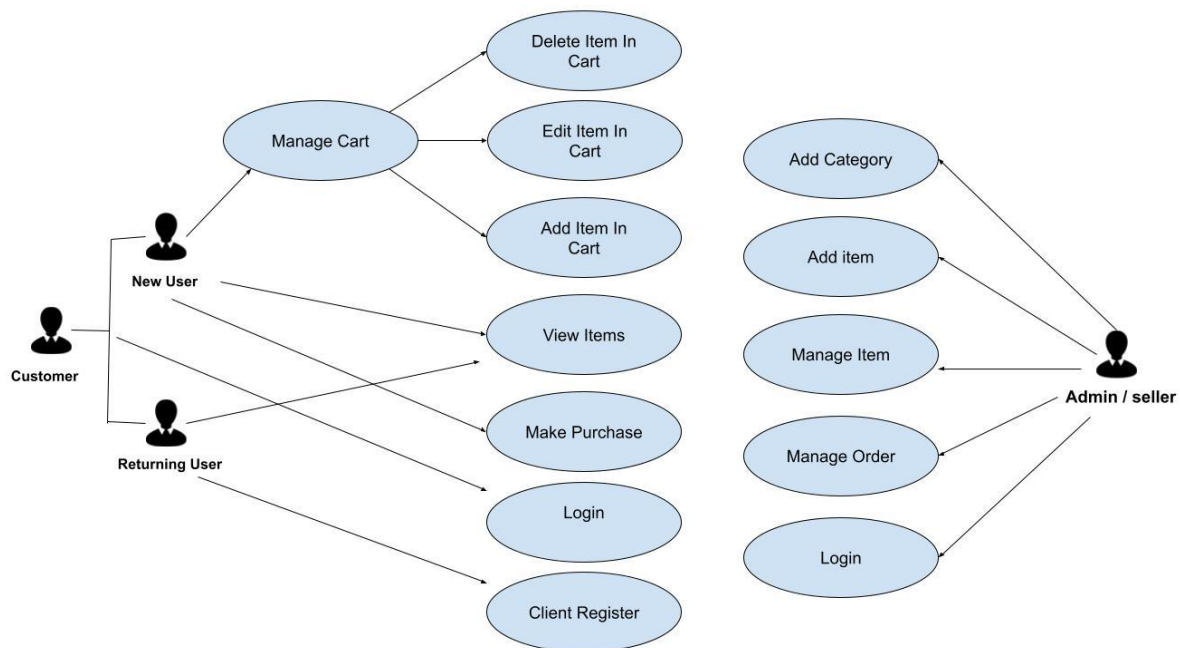 Delete Item In
Cart
Manage Cart
Edit Item In
Cart
Add Item In
Cart
New User
View Items
Customer
Make Purchase
Returning User
Login
Client Register
Add Category
Add item
Manage Item
Admin / seller
Manage Order
Login